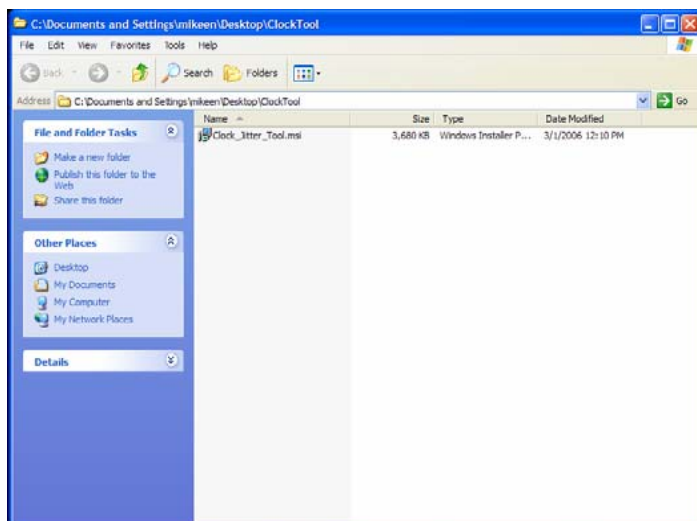 C:\Documents and Settings\mikeen\Desktop\ClockTool
File Edit View Favorites Tools Help
Back Search Folders
Address C:\Documents and Settings\mikeen\Desktop\ClockTool Go
Name Size Type Date Modified
Clock_Jitter_Tool.msi 3,680 KB Windows Installer P... 3/1/2006 12:10 PM
File and Folder Tasks
Make a new folder
Publish this folder to the
Web
Share this folder
Other Places
Desktop
My Documents
My Computer
My Network Places
Details